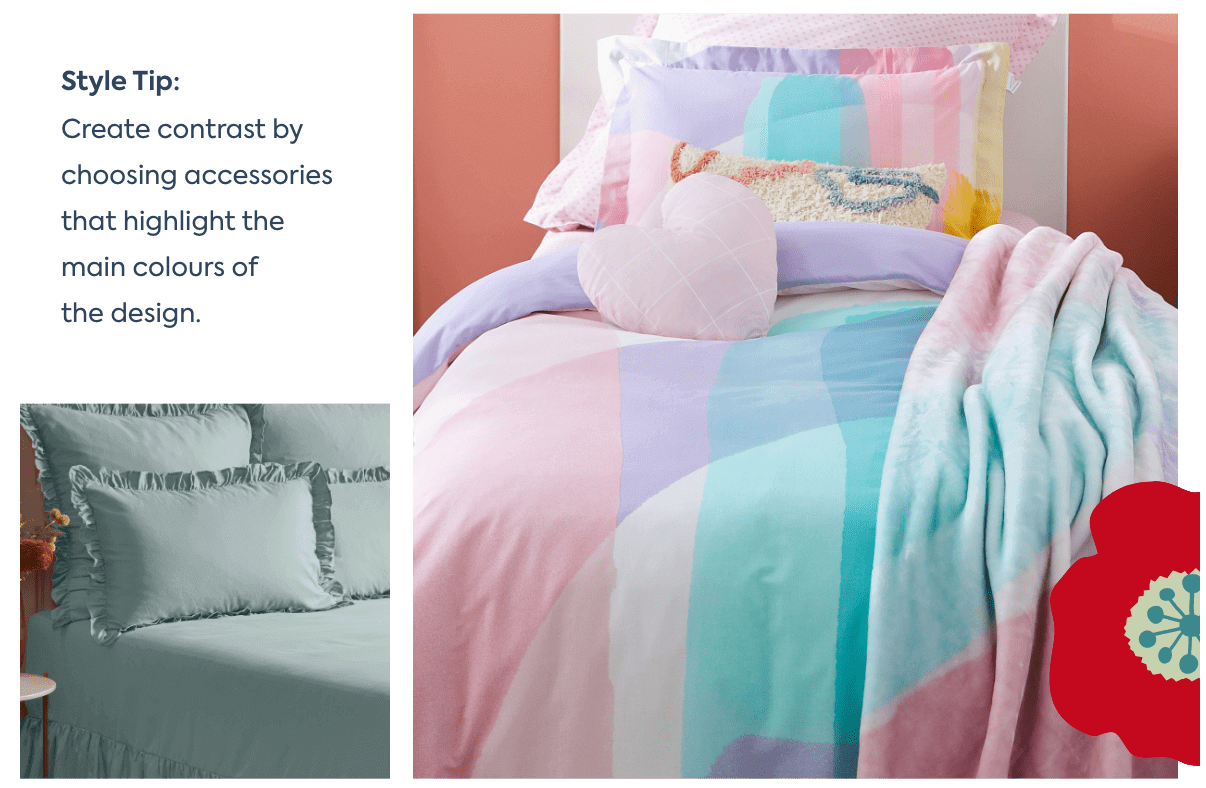 Style Tip:
Create contrast by
choosing accessories
that highlight the
main colours of
the design.